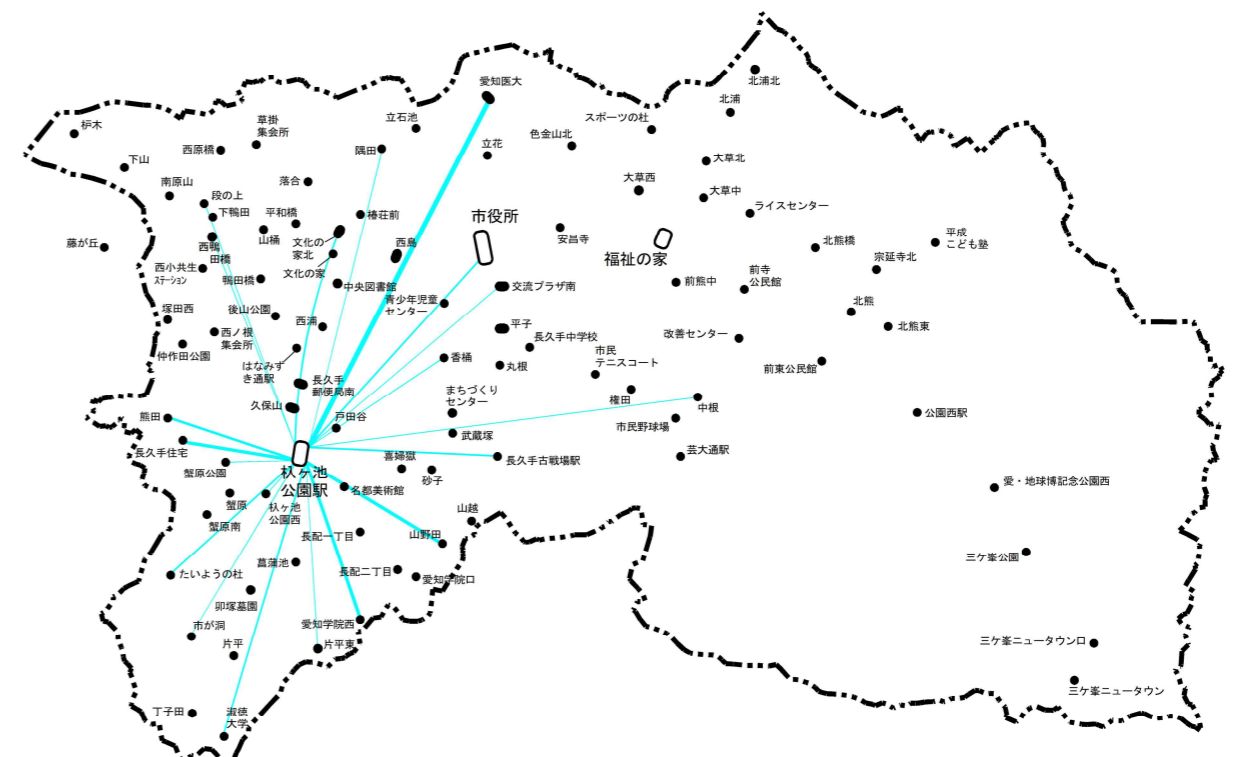 北浦北
愛知医大
北浦
枦木
草掛
集会所
立石池
スポーツの杜
色金山北
西原橋
隅田
立花
下山
大草北
南原山
落合
大草西
段の上
大草中
下鴨田
平和橋
椿荘前
市役所
ライスセンター
藤が丘
西鴨
田橋
山桶
文化の
家北
西島
安昌寺
北熊橋
平成
こども塾
福祉の家
宗延寺北
西小共生
ステーション
鴨田橋
文化の家
中央図書館
交流プラザ南
前熊中
前寺
公民館
青少年児童
センター
北熊
塚田西
後山公園
西浦
平子
北熊東
西ノ根
集会所
長久手中学校
改善センター
仲作田公園
はなみず
き通駅
香桶
丸根
市民
テニスコート
前東公民館
長久手
郵便局南
まちづくり
センター
権田
中根
久保山
熊田
戸田谷
市民野球場
公園西駅
武蔵塚
長久手住宅
喜婦嶽
長久手古戦場駅
芸大通駅
蟹原公園
杁ヶ池
公園駅
砂子
愛・地球博記念公園西
蟹原
杁ヶ池
公園西
名都美術館
蟹原南
山越
長配一丁目
山野田
三ケ峯公園
菖蒲池
たいようの杜
長配二丁目
愛知学院口
卯塚墓園
市が洞
愛知学院西
片平
片平東
三ケ峯ニュータウン口
三ケ峯ニュータウン
丁子田
淑徳
大学